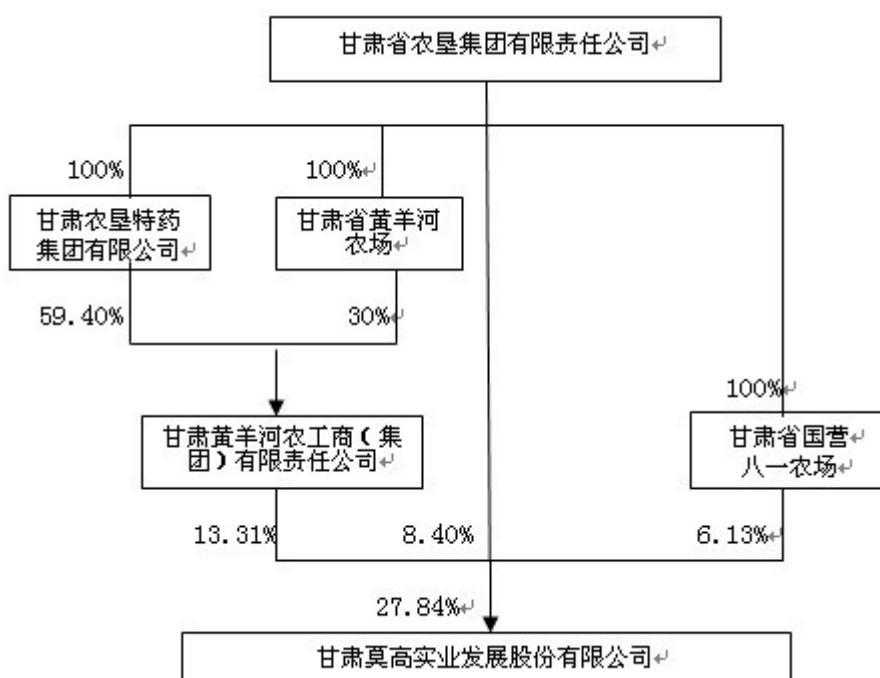 甘肃省农垦集团有限责任公司
100%
100%
甘肃农垦特药
集团有限公司
甘肃省黄羊河
农场
59.40%
30%
100%
甘肃黄羊河农工商（集
团）有限责任公司
甘肃省国营
八一农场
13.31%
8.40%
6.13%
27.84%
甘肃莫高实业发展股份有限公司